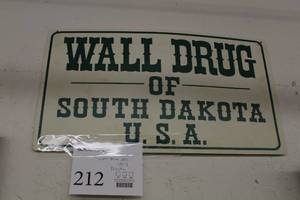 WALL DRUG
OF
SOUTH DAKOTA
U.S.A.
212